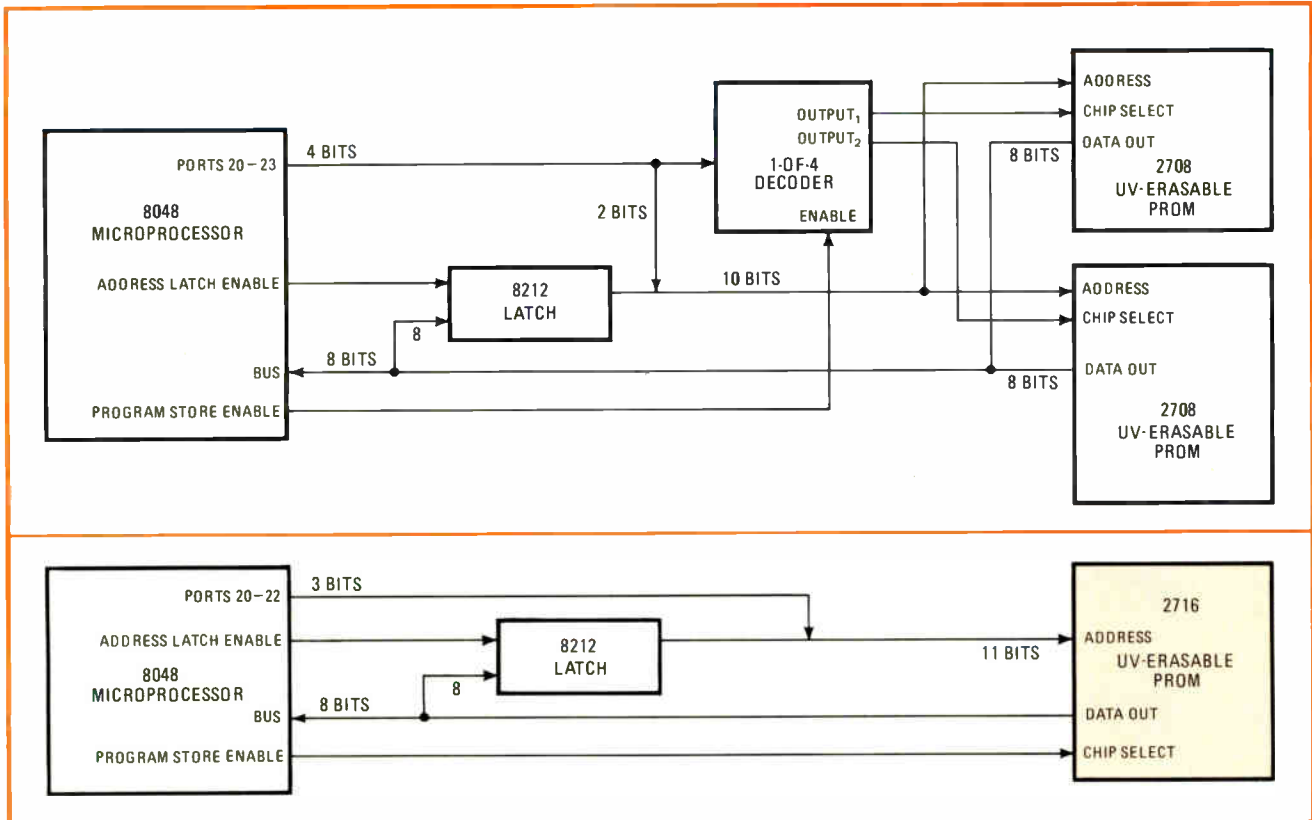 PORTS 20–23
8048
MICROPROCESSOR
ADDRESS LATCH ENABLE
BUS
PROGRAM STORE ENABLE
4 BITS
2 BITS
8212
LATCH
8
8 BITS
10 BITS
OUTPUT1
OUTPUT2
1-OF-4
DECODER
ENABLE
ADDRESS
CHIP SELECT
DATA OUT
8 BITS
2708
UV-ERASABLE
PROM
ADDRESS
CHIP SELECT
DATA OUT
8 BITS
2708
UV-ERASABLE
PROM
PORTS 20–22
ADDRESS LATCH ENABLE
8048
MICROPROCESSOR
BUS
PROGRAM STORE ENABLE
3 BITS
8212
LATCH
8
8 BITS
11 BITS
2716
ADDRESS
UV-ERASABLE
PROM
DATA OUT
CHIP SELECT